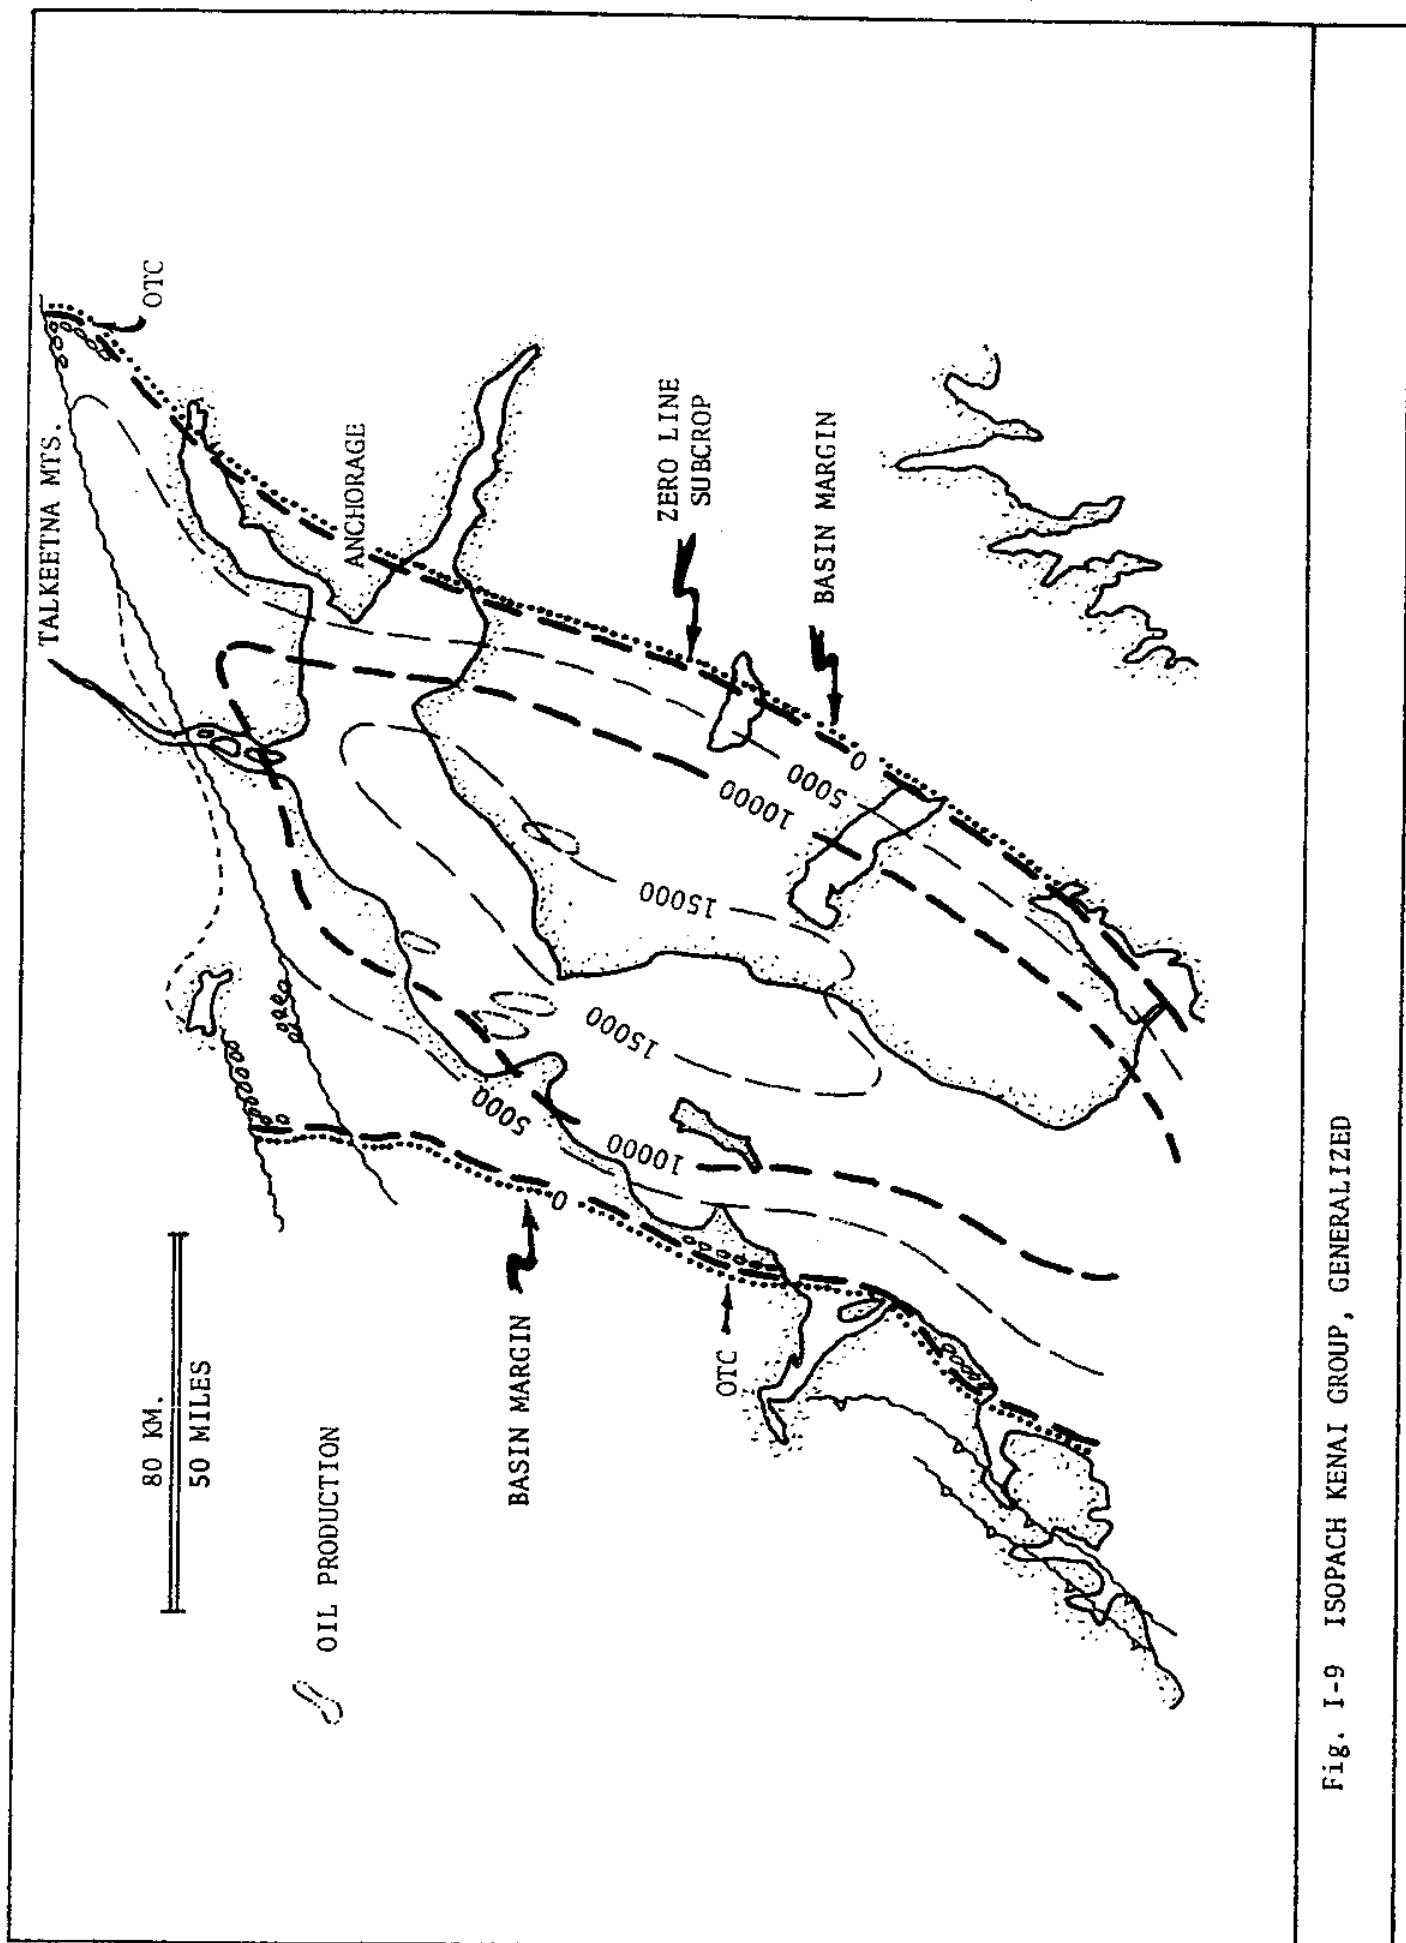 TALKEETNA MTS.
OTC
ANCHORAGE
ZERO LINE
SUBCROP
BASIN MARGIN
0
5000
10000
15000
15000
5000
10000
0
BASIN MARGIN
OTC
80 KM.
50 MILES
OIL PRODUCTION
Fig. I-9 ISOPACH KENAI GROUP, GENERALIZED